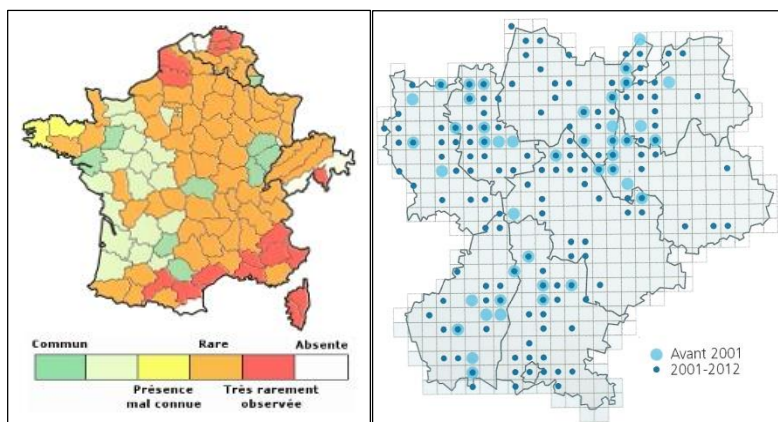 Commun Rare Absente
Présence
mal connue
Très rarement
observée
Avant 2001
2001-2012